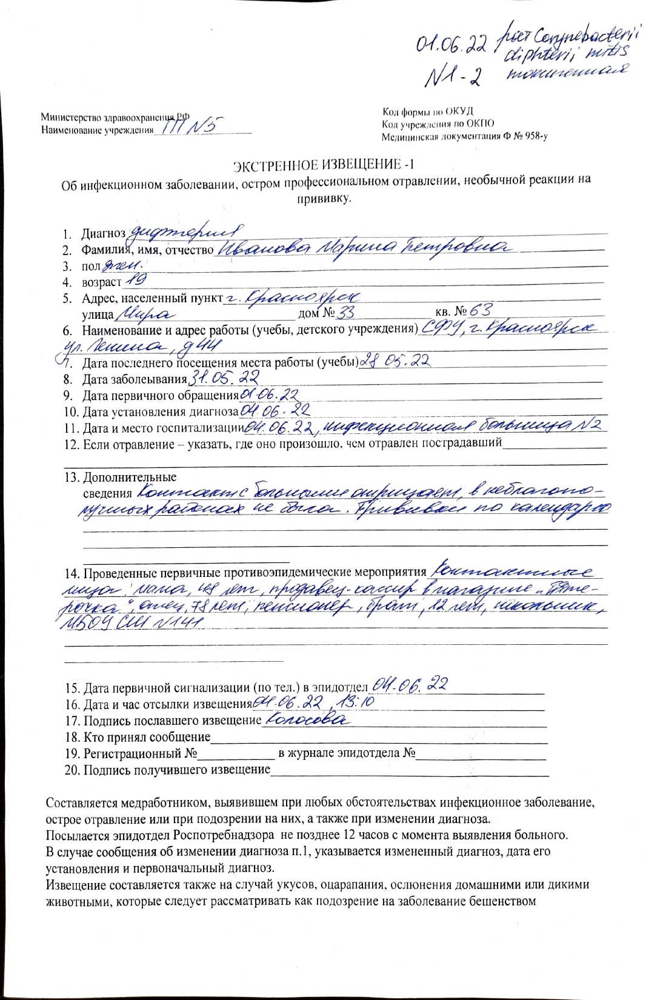 01.06.22 рост Corynebacterii
diphterii mitis
N1-2 токсигенная
Министерство здравоохранения РФ
Наименование учреждения ГП N5
Код формы по ОКУД
Код учреждения по ОКПО
Медицинская документация Ф № 958-у
ЭКСТРЕННОЕ ИЗВЕЩЕНИЕ -1
Об инфекционном заболевании, остром профессиональном отравлении, необычной реакции на
прививку.
1. Диагноз дифтерия
2. Фамилия, имя, отчество Иванова Марина Петровна
3. пол жен.
4. возраст 19
5. Адрес, населенный пункт г. Красноярск
улица Мира дом № 33 кв. № 63
6. Наименование и адрес работы (учебы, детского учреждения) СФУ, г. Красноярск
ул. Ленина, д 44
7. Дата последнего посещения места работы (учебы) 28 05.22
8. Дата заболеывания 31.05.22
9. Дата первичного обращения 01.06.22
10. Дата установления диагноза 04.06.22
11. Дата и место госпитализации 04.06.22, инфекционная больница N2
12. Если отравление – указать, где оно произошло, чем отравлен пострадавший
13. Дополнительные
сведения Контакт с больными отрицает, в неблагопо-
лучных районах не была. Привита по календарю
14. Проведенные первичные противоэпидемические мероприятия Контактные
лица: мама, 48 лет, продавец-кассир в магазине „Пяте-
рочка“, отец, 78 лет, пенсионер, брат, 12 лет, школьник,
МБОУ СШ N141
15. Дата первичной сигнализации (по тел.) в эпидотдел 04.06.22
16. Дата и час отсылки извещения 04.06.22, 13:10
17. Подпись пославшего извещение Колосова
18. Кто принял сообщение
19. Регистрационный № в журнале эпидотдела №
20. Подпись получившего извещение
Составляется медработником, выявившем при любых обстоятельствах инфекционное заболевание,
острое отравление или при подозрении на них, а также при изменении диагноза.
Посылается эпидотдел Роспотребнадзора не позднее 12 часов с момента выявления больного.
В случае сообщения об изменении диагноза п.1, указывается измененный диагноз, дата его
установления и первоначальный диагноз.
Извещение составляется также на случай укусов, оцарапания, ослюнения домашними или дикими
животными, которые следует рассматривать как подозрение на заболевание бешенством